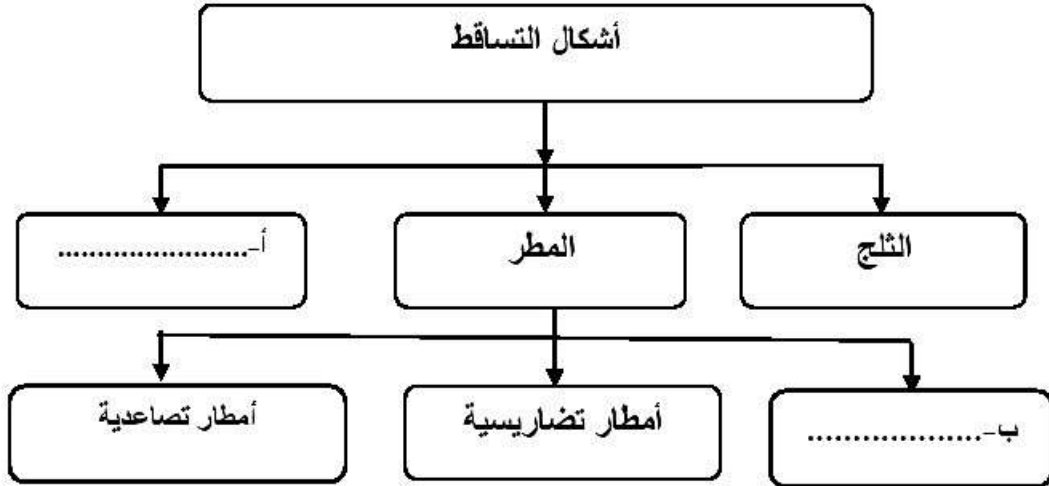 أشكال التساقط
الثلج
المطر
أ-........................
ب-....................
أمطار تضاريسية
أمطار تصاعدية